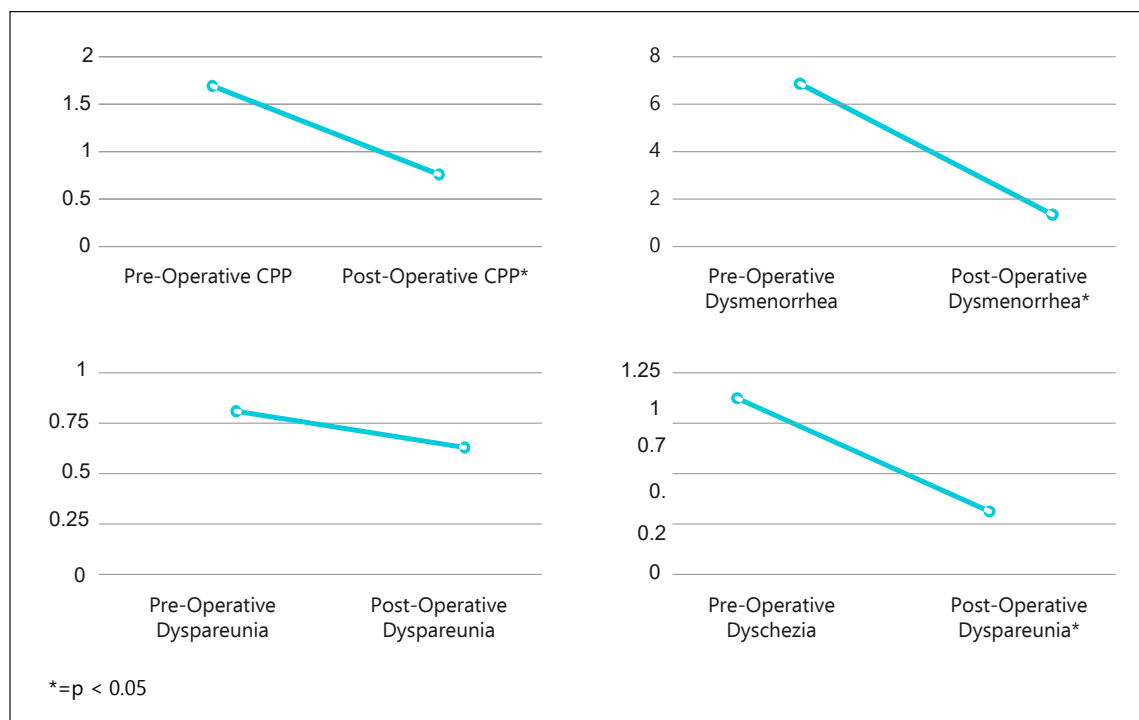 2
1.5
1
0.5
0
Pre-Operative CPP
Post-Operative CPP*
8
6
4
2
0
Pre-Operative
Dysmenorrhea
Post-Operative
Dysmenorrhea*
1
0.75
0.5
0.25
0
Pre-Operative
Dyspareunia
Post-Operative
Dyspareunia
1.25
1
0.7
0.
0.2
0
Pre-Operative
Dyschezia
Post-Operative
Dyspareunia*
*=p < 0.05